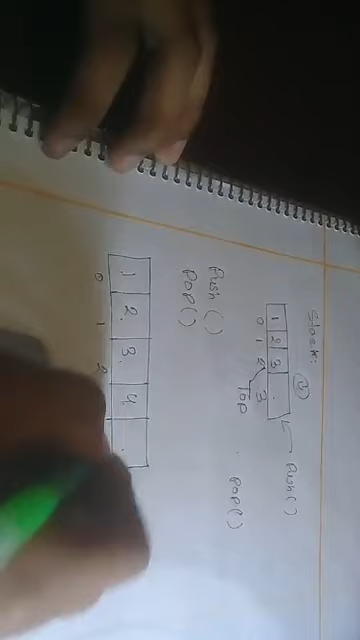 Stack:
Push()
1 2 3 .
0 1 2 3
Top
Pop()
Push()
Pop()
1 2. 3. 4. .
0 1 2